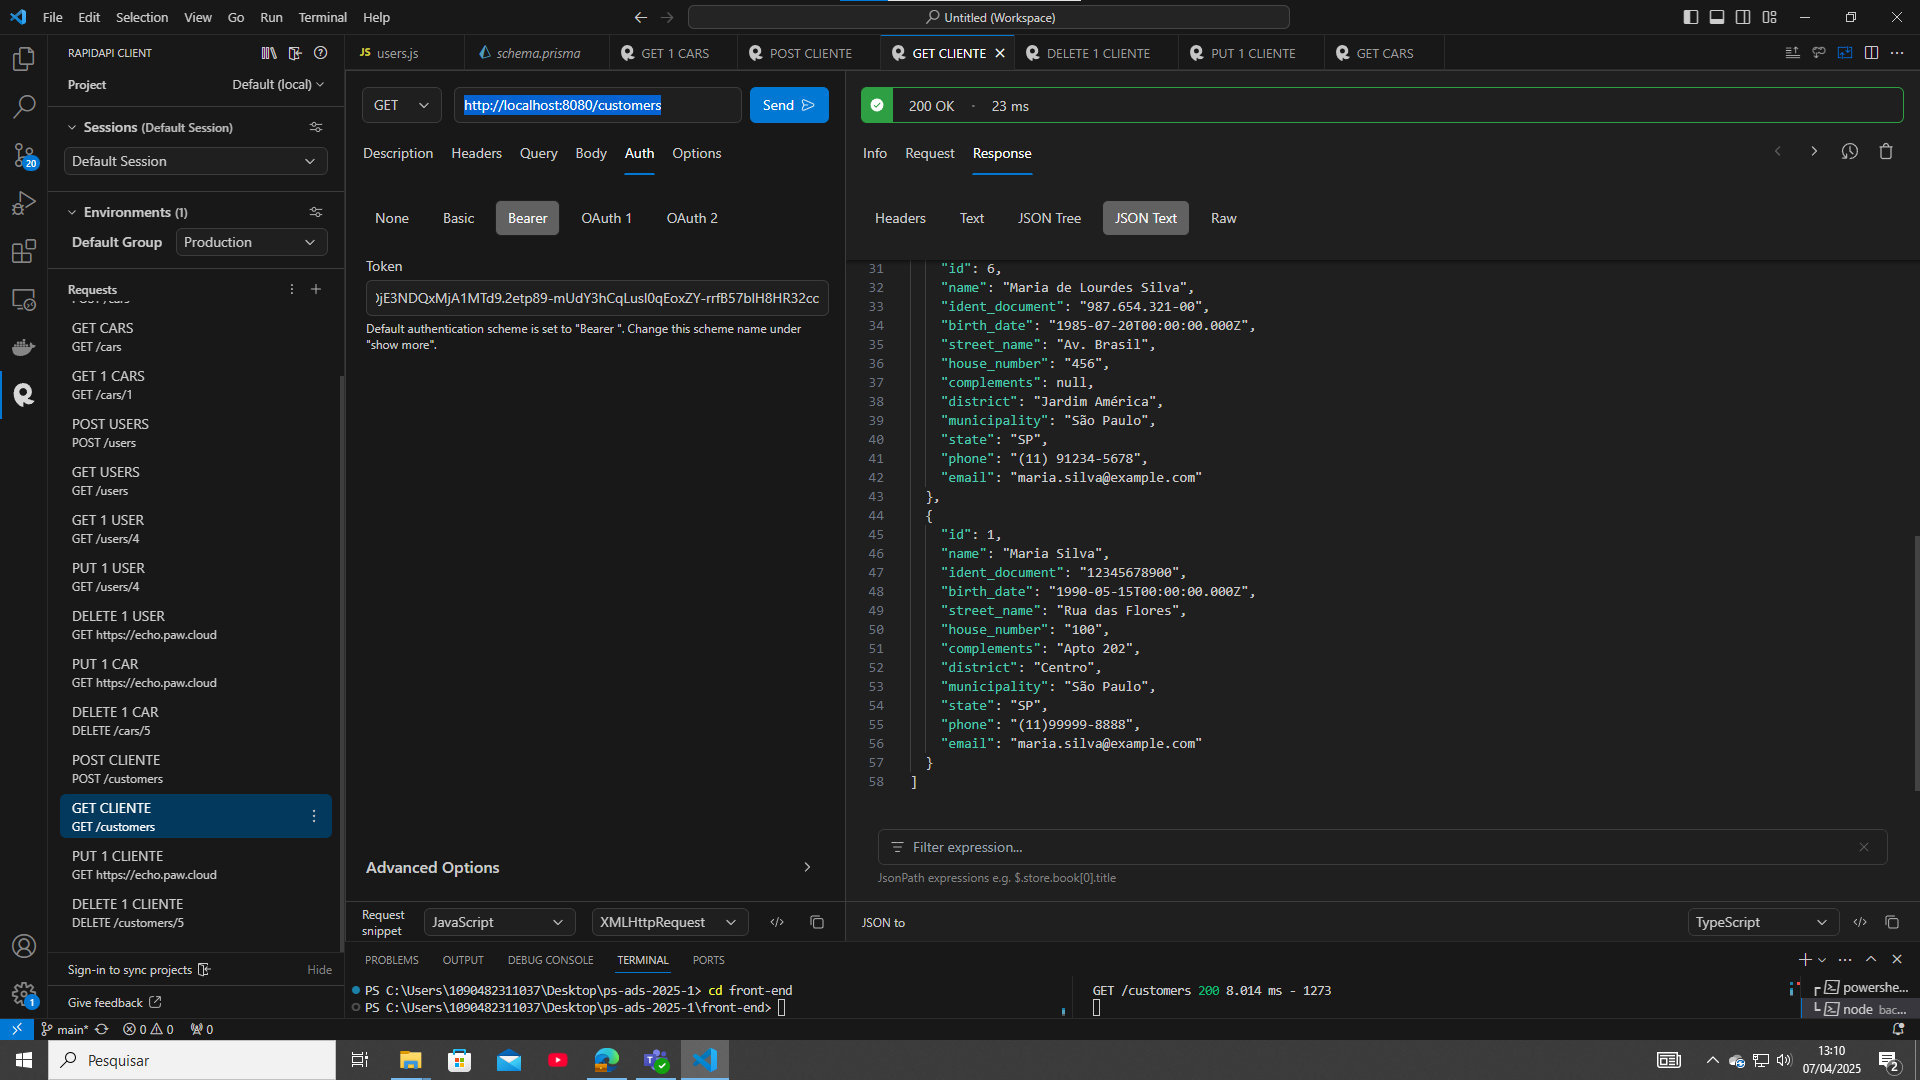 File Edit Selection View Go Run Terminal Help
Untitled (Workspace)
RAPIDAPI CLIENT
Project
Default (local)
Sessions (Default Session)
Default Session
Environments (1)
Default Group
Production
Requests
POST /cars
GET CARS
GET /cars
GET 1 CARS
GET /cars/1
POST USERS
POST /users
GET USERS
GET /users
GET 1 USER
GET /users/4
PUT 1 USER
GET /users/4
DELETE 1 USER
GET https://echo.paw.cloud
PUT 1 CAR
GET https://echo.paw.cloud
DELETE 1 CAR
DELETE /cars/5
POST CLIENTE
POST /customers
GET CLIENTE
GET /customers
PUT 1 CLIENTE
GET https://echo.paw.cloud
DELETE 1 CLIENTE
DELETE /customers/5
Sign-in to sync projects
Hide
Give feedback
20
1
JS users.js
schema.prisma
GET 1 CARS
POST CLIENTE
GET CLIENTE
DELETE 1 CLIENTE
PUT 1 CLIENTE
GET CARS
GET
http://localhost:8080/customers
Send
Description Headers Query Body Auth Options
None Basic Bearer OAuth 1 OAuth 2
Token
jE3NDQxMjA1MTd9.2etp89-mUdY3hCqLusl0qEoxZY-rrfB57bIH8HR32cc
Default authentication scheme is set to "Bearer ". Change this scheme name under
"show more".
Advanced Options
Request
snippet
JavaScript
XMLHttpRequest
200 OK · 23 ms
Info Request Response
Headers Text JSON Tree JSON Text Raw
31 "id": 6,
32 "name": "Maria de Lourdes Silva",
33 "ident_document": "987.654.321-00",
34 "birth_date": "1985-07-20T00:00:00.000Z",
35 "street_name": "Av. Brasil",
36 "house_number": "456",
37 "complements": null,
38 "district": "Jardim América",
39 "municipality": "São Paulo",
40 "state": "SP",
41 "phone": "(11) 91234-5678",
42 "email": "maria.silva@example.com"
43 },
44 {
45 "id": 1,
46 "name": "Maria Silva",
47 "ident_document": "12345678900",
48 "birth_date": "1990-05-15T00:00:00.000Z",
49 "street_name": "Rua das Flores",
50 "house_number": "100",
51 "complements": "Apto 202",
52 "district": "Centro",
53 "municipality": "São Paulo",
54 "state": "SP",
55 "phone": "(11)99999-8888",
56 "email": "maria.silva@example.com"
57 }
58 ]
Filter expression...
JsonPath expressions e.g. $.store.book[0].title
JSON to
TypeScript
PROBLEMS OUTPUT DEBUG CONSOLE TERMINAL PORTS
PS C:\Users\1090482311037\Desktop\ps-ads-2025-1> cd front-end
PS C:\Users\1090482311037\Desktop\ps-ads-2025-1\front-end>
GET /customers 200 8.014 ms - 1273
powershe...
node bac...
main* 0 0 0
Pesquisar
13:10
07/04/2025
2